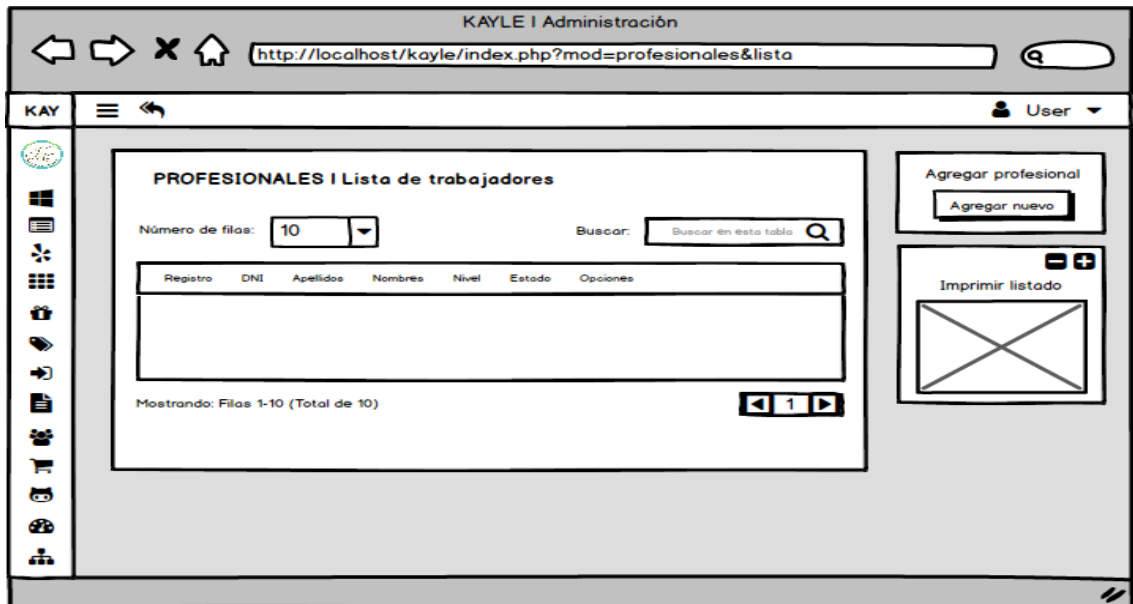 KAYLE I Administración
http://localhost/kayle/index.php?mod=profesionales&lista
KAY
User
PROFESIONALES I Lista de trabajadores
Número de filas: 10
Buscar: Buscar en esta tabla
Registro DNI Apellidos Nombres Nivel Estado Opciones
Mostrando: Filas 1-10 (Total de 10)
1
Agregar profesional
Agregar nuevo
Imprimir listado